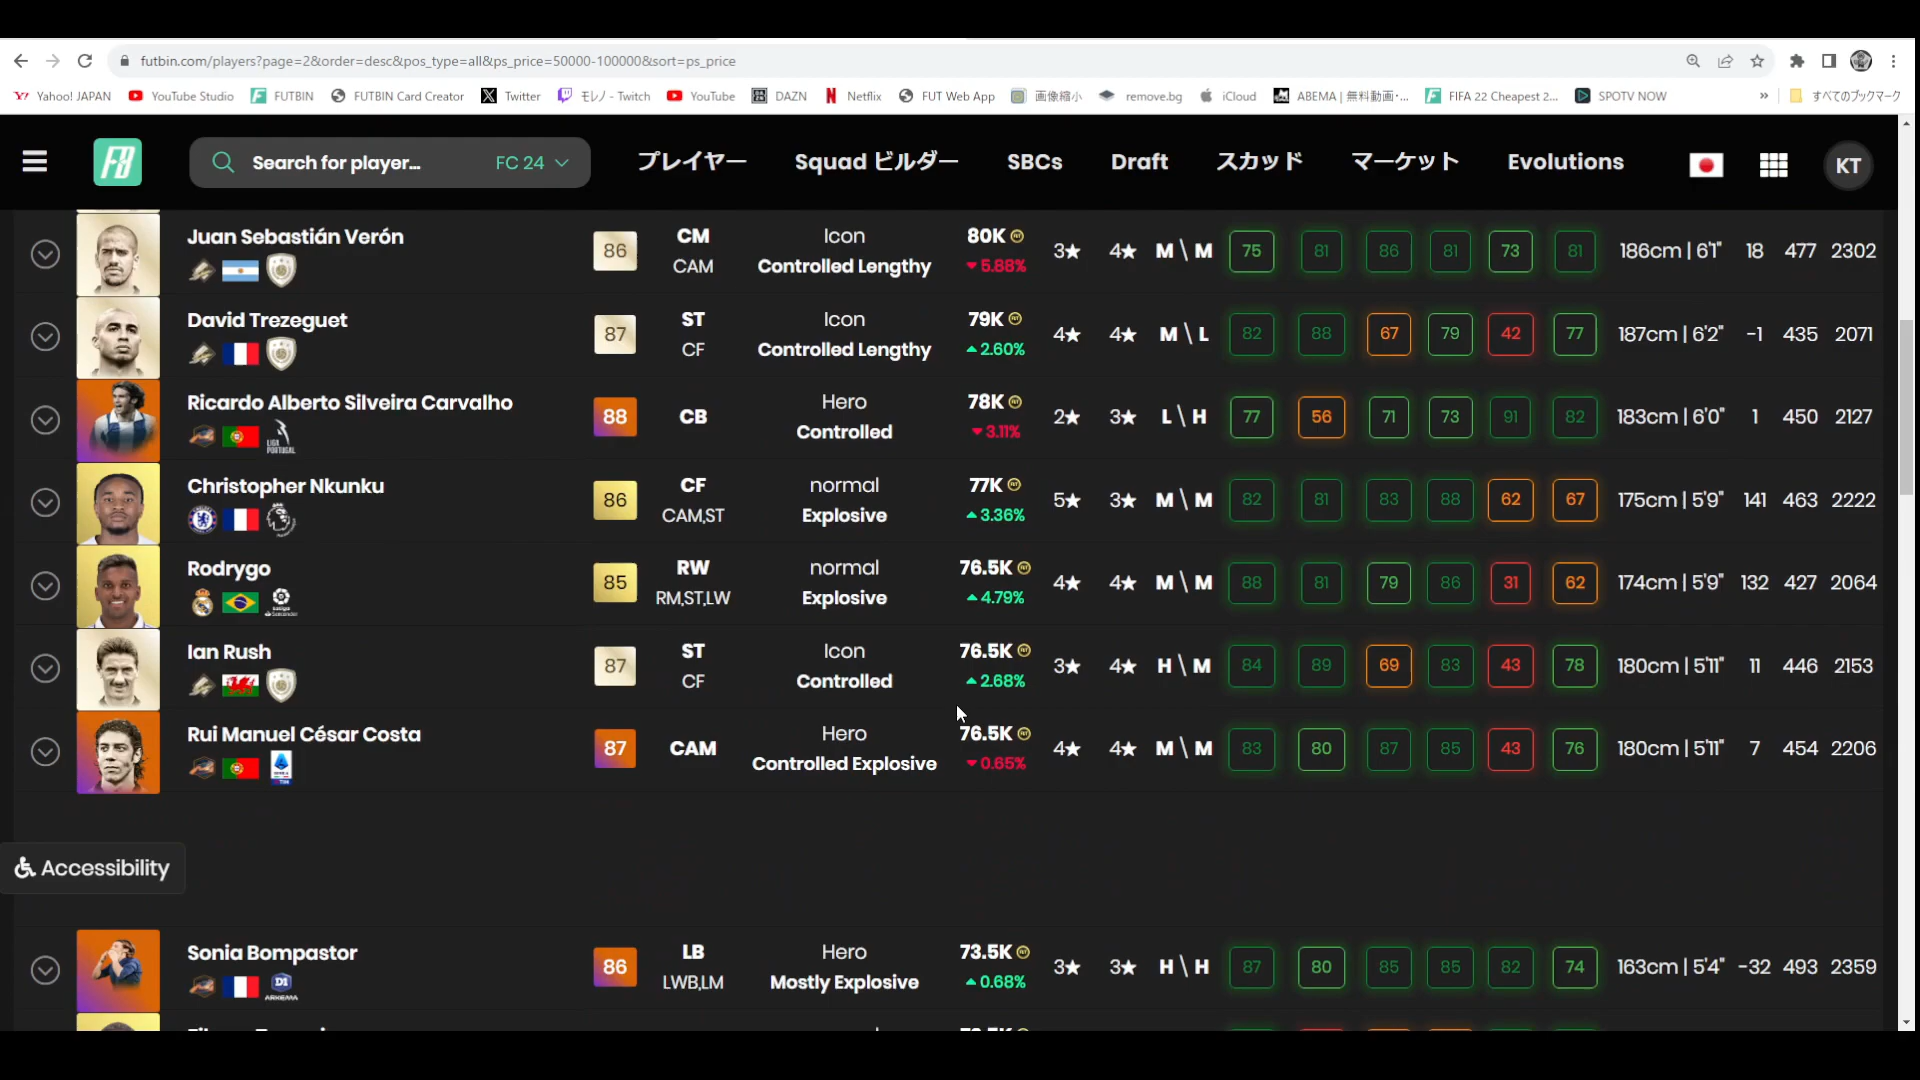 futbin.com/players?page=2&order=desc&pos_type=all&ps_price=50000-100000&sort=ps_price
Yahoo! JAPAN YouTube Studio FUTBIN FUTBIN Card Creator Twitter モレノ - Twitch YouTube DAZN Netflix FUT Web App 画像縮小 remove.bg iCloud ABEMA | 無料動画・... FIFA 22 Cheapest 2... SPOTV NOW » すべてのブックマーク
Search for player... FC 24 プレイヤー Squad ビルダー SBCs Draft スカッド マーケット Evolutions KT
Juan Sebastián Verón 86 CM Icon 80K 3★ 4★ M \ M 75 81 86 81 73 81 186cm | 6'1" 18 477 2302
CAM Controlled Lengthy 5.88%
David Trezeguet 87 ST Icon 79K 4★ 4★ M \ L 82 88 67 79 42 77 187cm | 6'2" -1 435 2071
CF Controlled Lengthy 2.60%
Ricardo Alberto Silveira Carvalho 88 CB Hero 78K 2★ 3★ L \ H 77 56 71 73 91 82 183cm | 6'0" 1 450 2127
LIGA PORTUGAL Controlled 3.11%
Christopher Nkunku 86 CF normal 77K 5★ 3★ M \ M 82 81 83 88 62 67 175cm | 5'9" 141 463 2222
CAM,ST Explosive 3.36%
Rodrygo 85 RW normal 76.5K 4★ 4★ M \ M 88 81 79 86 31 62 174cm | 5'9" 132 427 2064
RM,ST,LW Explosive 4.79%
Ian Rush 87 ST Icon 76.5K 3★ 4★ H \ M 84 89 69 83 43 78 180cm | 5'11" 11 446 2153
CF Controlled 2.68%
Rui Manuel César Costa 87 CAM Hero 76.5K 4★ 4★ M \ M 83 80 87 85 43 76 180cm | 5'11" 7 454 2206
Controlled Explosive 0.65%
Accessibility
Sonia Bompastor 86 LB Hero 73.5K 3★ 3★ H \ H 87 80 85 85 82 74 163cm | 5'4" -32 493 2359
D1 ARKEMA LWB,LM Mostly Explosive 0.68%